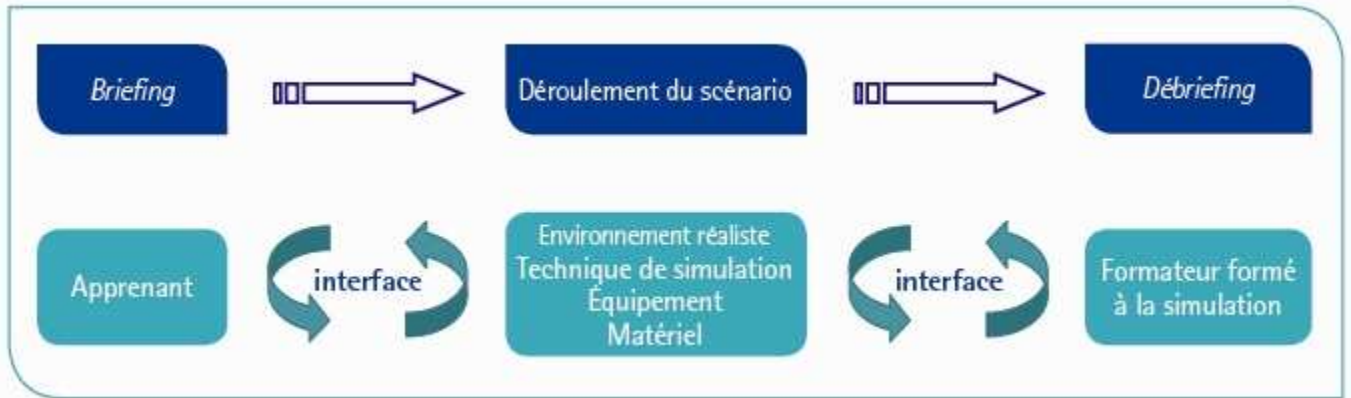 Briefing
Déroulement du scénario
Débriefing
Apprenant
interface
Environnement réaliste
Technique de simulation
Équipement
Matériel
interface
Formateur formé
à la simulation